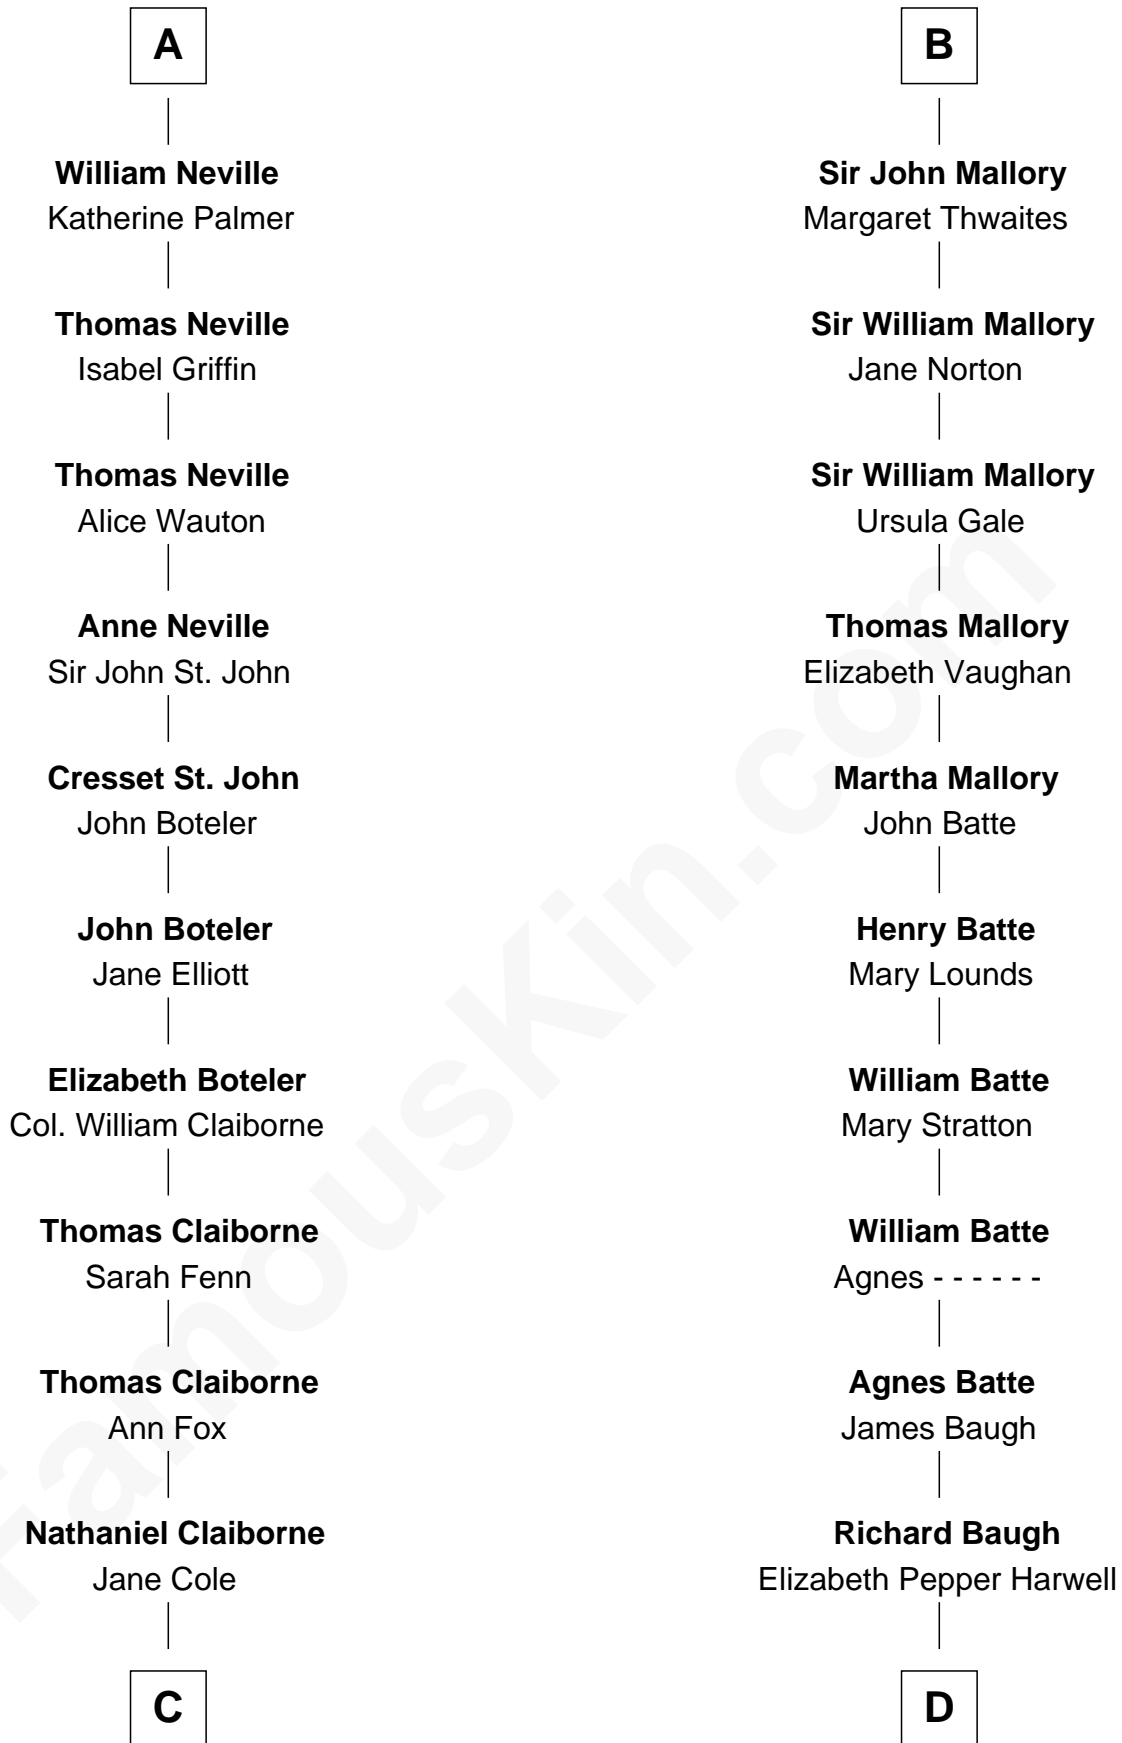 A
William Neville
Katherine Palmer
Thomas Neville
Isabel Griffin
Thomas Neville
Alice Wauton
Anne Neville
Sir John St. John
Cresset St. John
John Boteler
John Boteler
Jane Elliott
Elizabeth Boteler
Col. William Claiborne
Thomas Claiborne
Sarah Fenn
Thomas Claiborne
Ann Fox
Nathaniel Claiborne
Jane Cole
C
B
Sir John Mallory
Margaret Thwaites
Sir William Mallory
Jane Norton
Sir William Mallory
Ursula Gale
Thomas Mallory
Elizabeth Vaughan
Martha Mallory
John Batte
Henry Batte
Mary Lounds
William Batte
Mary Stratton
William Batte
Agnes - - - - - -
Agnes Batte
James Baugh
Richard Baugh
Elizabeth Pepper Harwell
D
FamousKin.com